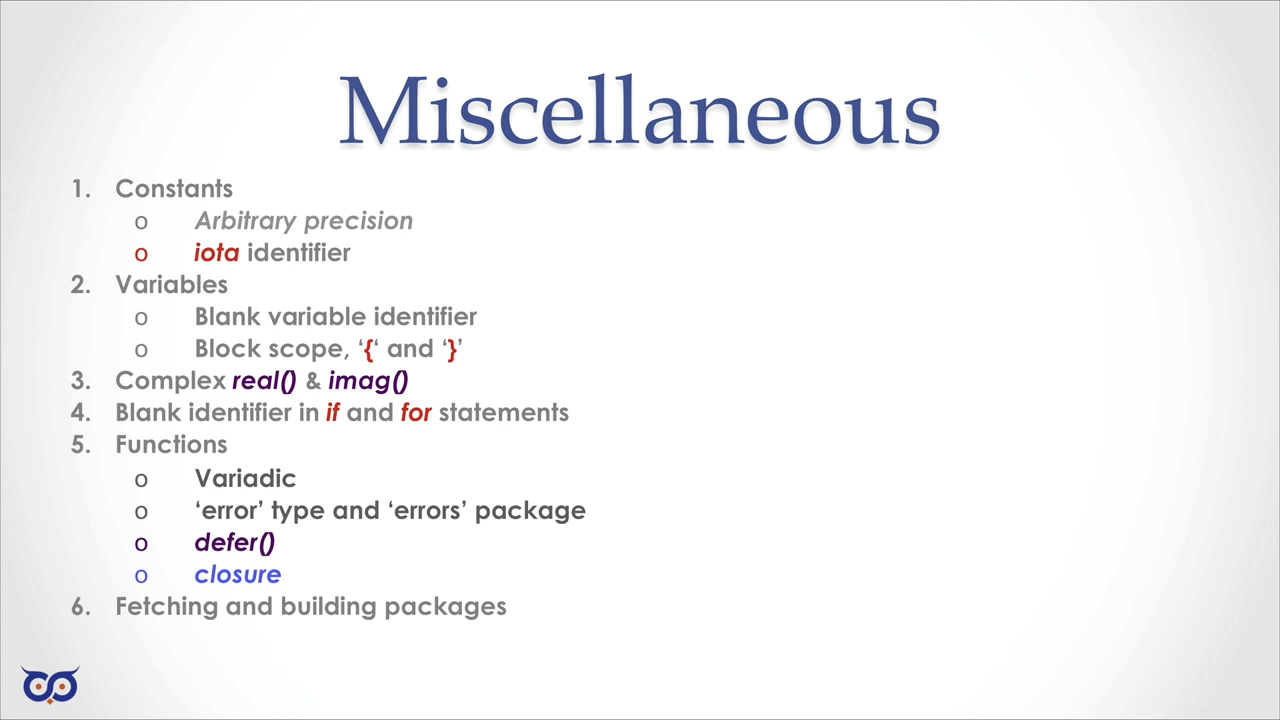 Miscellaneous
1. Constants
o Arbitrary precision
o iota identifier
2. Variables
o Blank variable identifier
o Block scope, ‘{‘ and ‘}’
3. Complex real() & imag()
4. Blank identifier in if and for statements
5. Functions
o Variadic
o ‘error’ type and ‘errors’ package
o defer()
o closure
6. Fetching and building packages